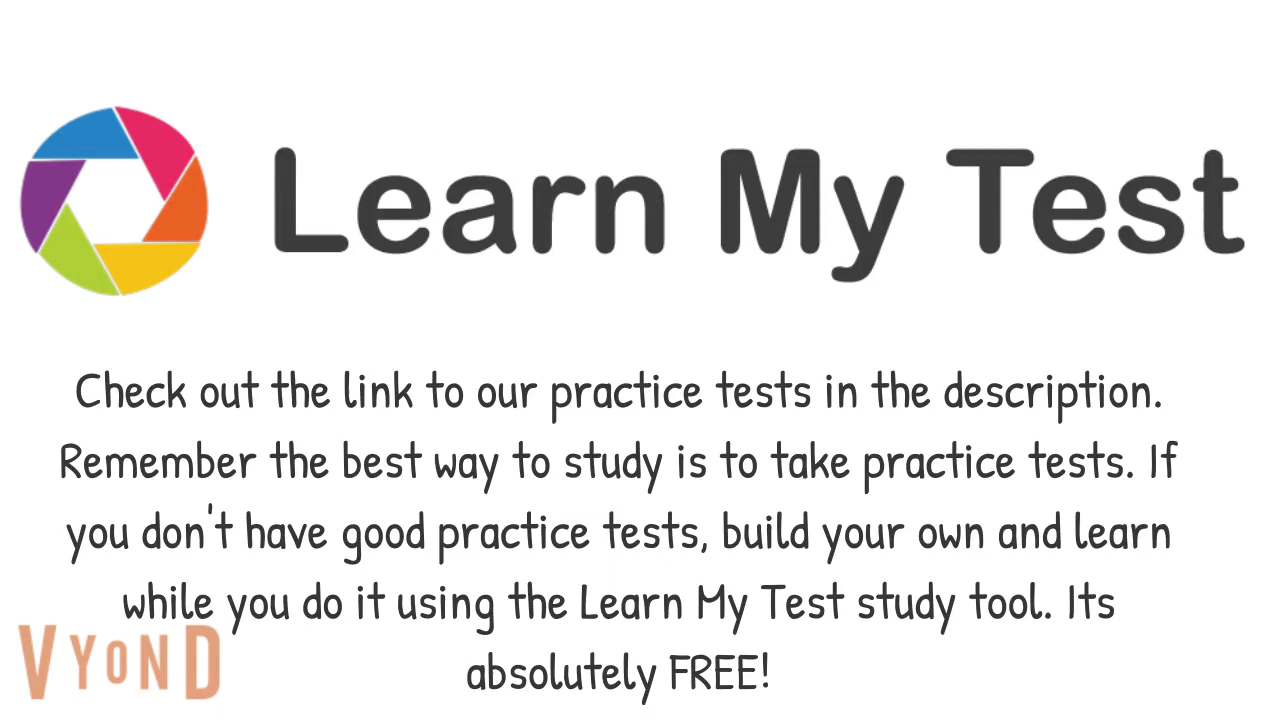 Learn My Test
Check out the link to our practice tests in the description.
Remember the best way to study is to take practice tests. If
you don't have good practice tests, build your own and learn
while you do it using the Learn My Test study tool. Its
absolutely FREE!
VYOND